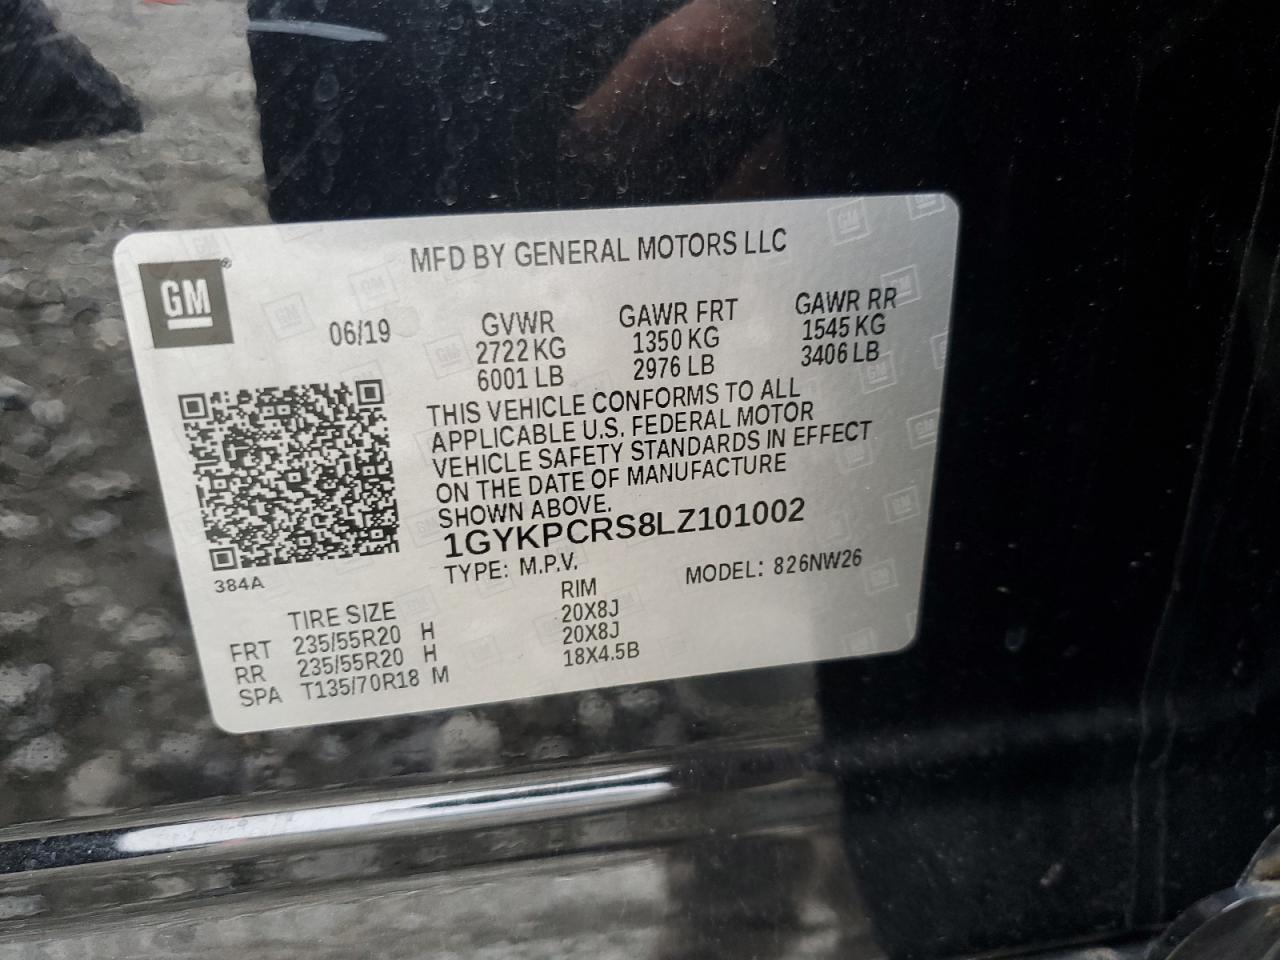 MFD BY GENERAL MOTORS LLC
GM®
06/19
GVWR GAWR FRT GAWR RR
2722 KG 1350 KG 1545 KG
6001 LB 2976 LB 3406 LB
THIS VEHICLE CONFORMS TO ALL
APPLICABLE U.S. FEDERAL MOTOR
VEHICLE SAFETY STANDARDS IN EFFECT
ON THE DATE OF MANUFACTURE
SHOWN ABOVE.
1GYKPCRS8LZ101002
384A
TYPE: M.P.V. MODEL: 826NW26
TIRE SIZE RIM
FRT 235/55R20 H 20X8J
RR 235/55R20 H 20X8J
SPA T135/70R18 M 18X4.5B